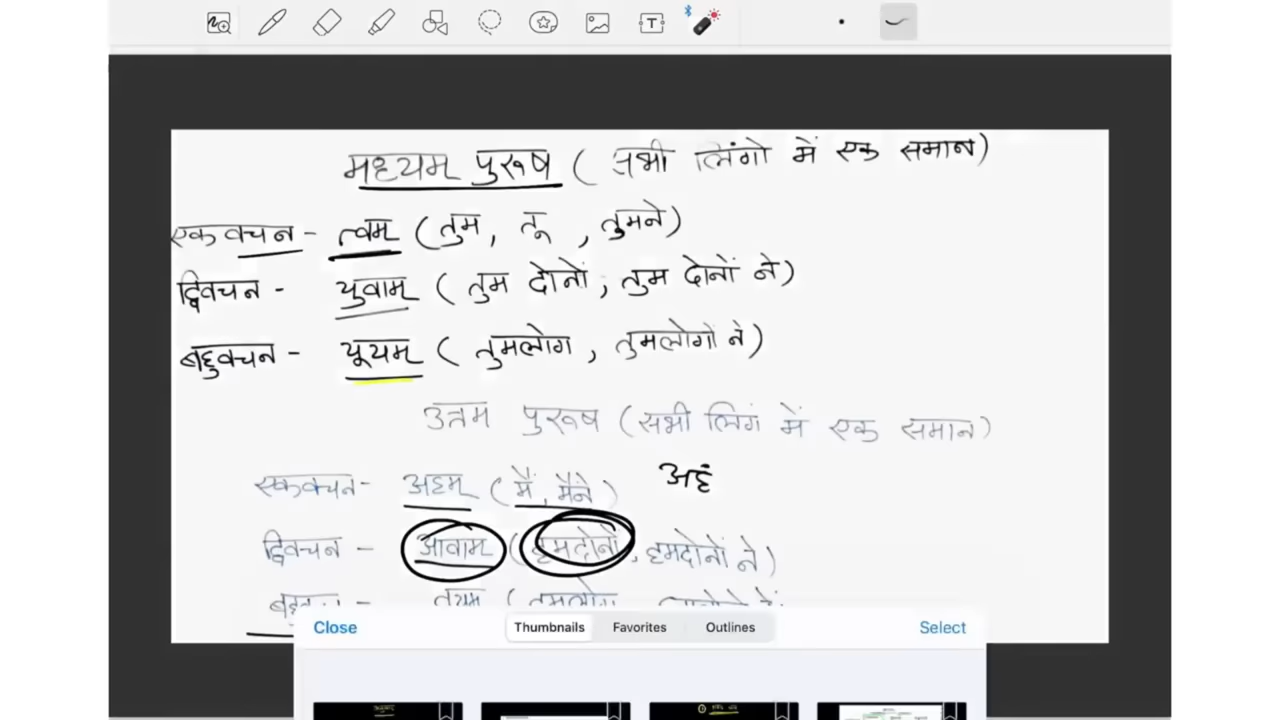 मध्यम पुरूष ( सभी लिंगो में एक समान)
एकवचन - त्वम (तुम, तू, तुमने)
द्विवचन - युवाम् ( तुम दोनों, तुम दोनों ने)
बहुवचन - यूयम् ( तुमलोग, तुमलोगों ने)
उत्तम पुरूष (सभी लिंग में एक समान)
एकवचन- अहम् ( मैं, मैंने) अहं
द्विवचन - आवाम् (हमदोनों, हमदोनों ने)
Close Thumbnails Favorites Outlines Select